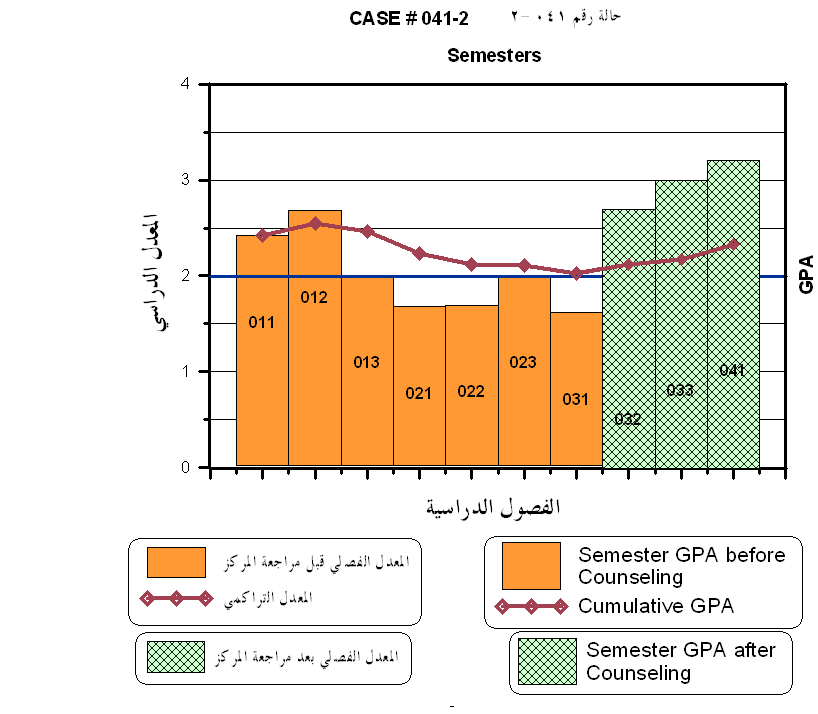 CASE # 041-2 حالة رقم ٠٤١-٢
Semesters
4
3
2
1
0
المعدل الدراسي
GPA
011
012
013
021
022
023
031
032
033
041
الفصول الدراسية
المعدل الفصلي قبل مراجعة المركز
المعدل التراكمي
المعدل الفصلي بعد مراجعة المركز
Semester GPA before
Counseling
Cumulative GPA
Semester GPA after
Counseling